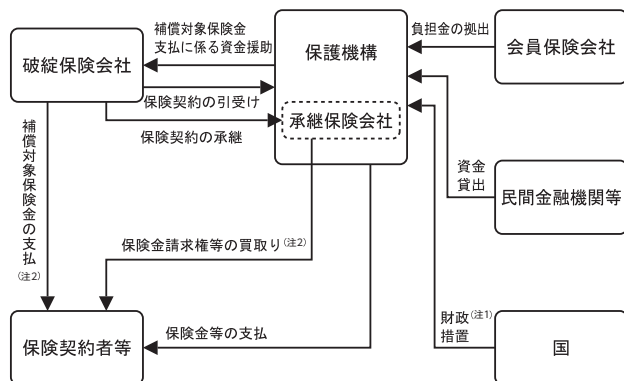 補償対象保険金
支払に係る資金援助
破綻保険会社
保護機構
負担金の拠出
会員保険会社
保険契約の引受け
承継保険会社
保険契約の承継
補償対象保険金の支払(注2)
資金
貸出
民間金融機関等
保険金請求権等の買取り(注2)
保険契約者等
保険金等の支払
財政(注1)
措置
国